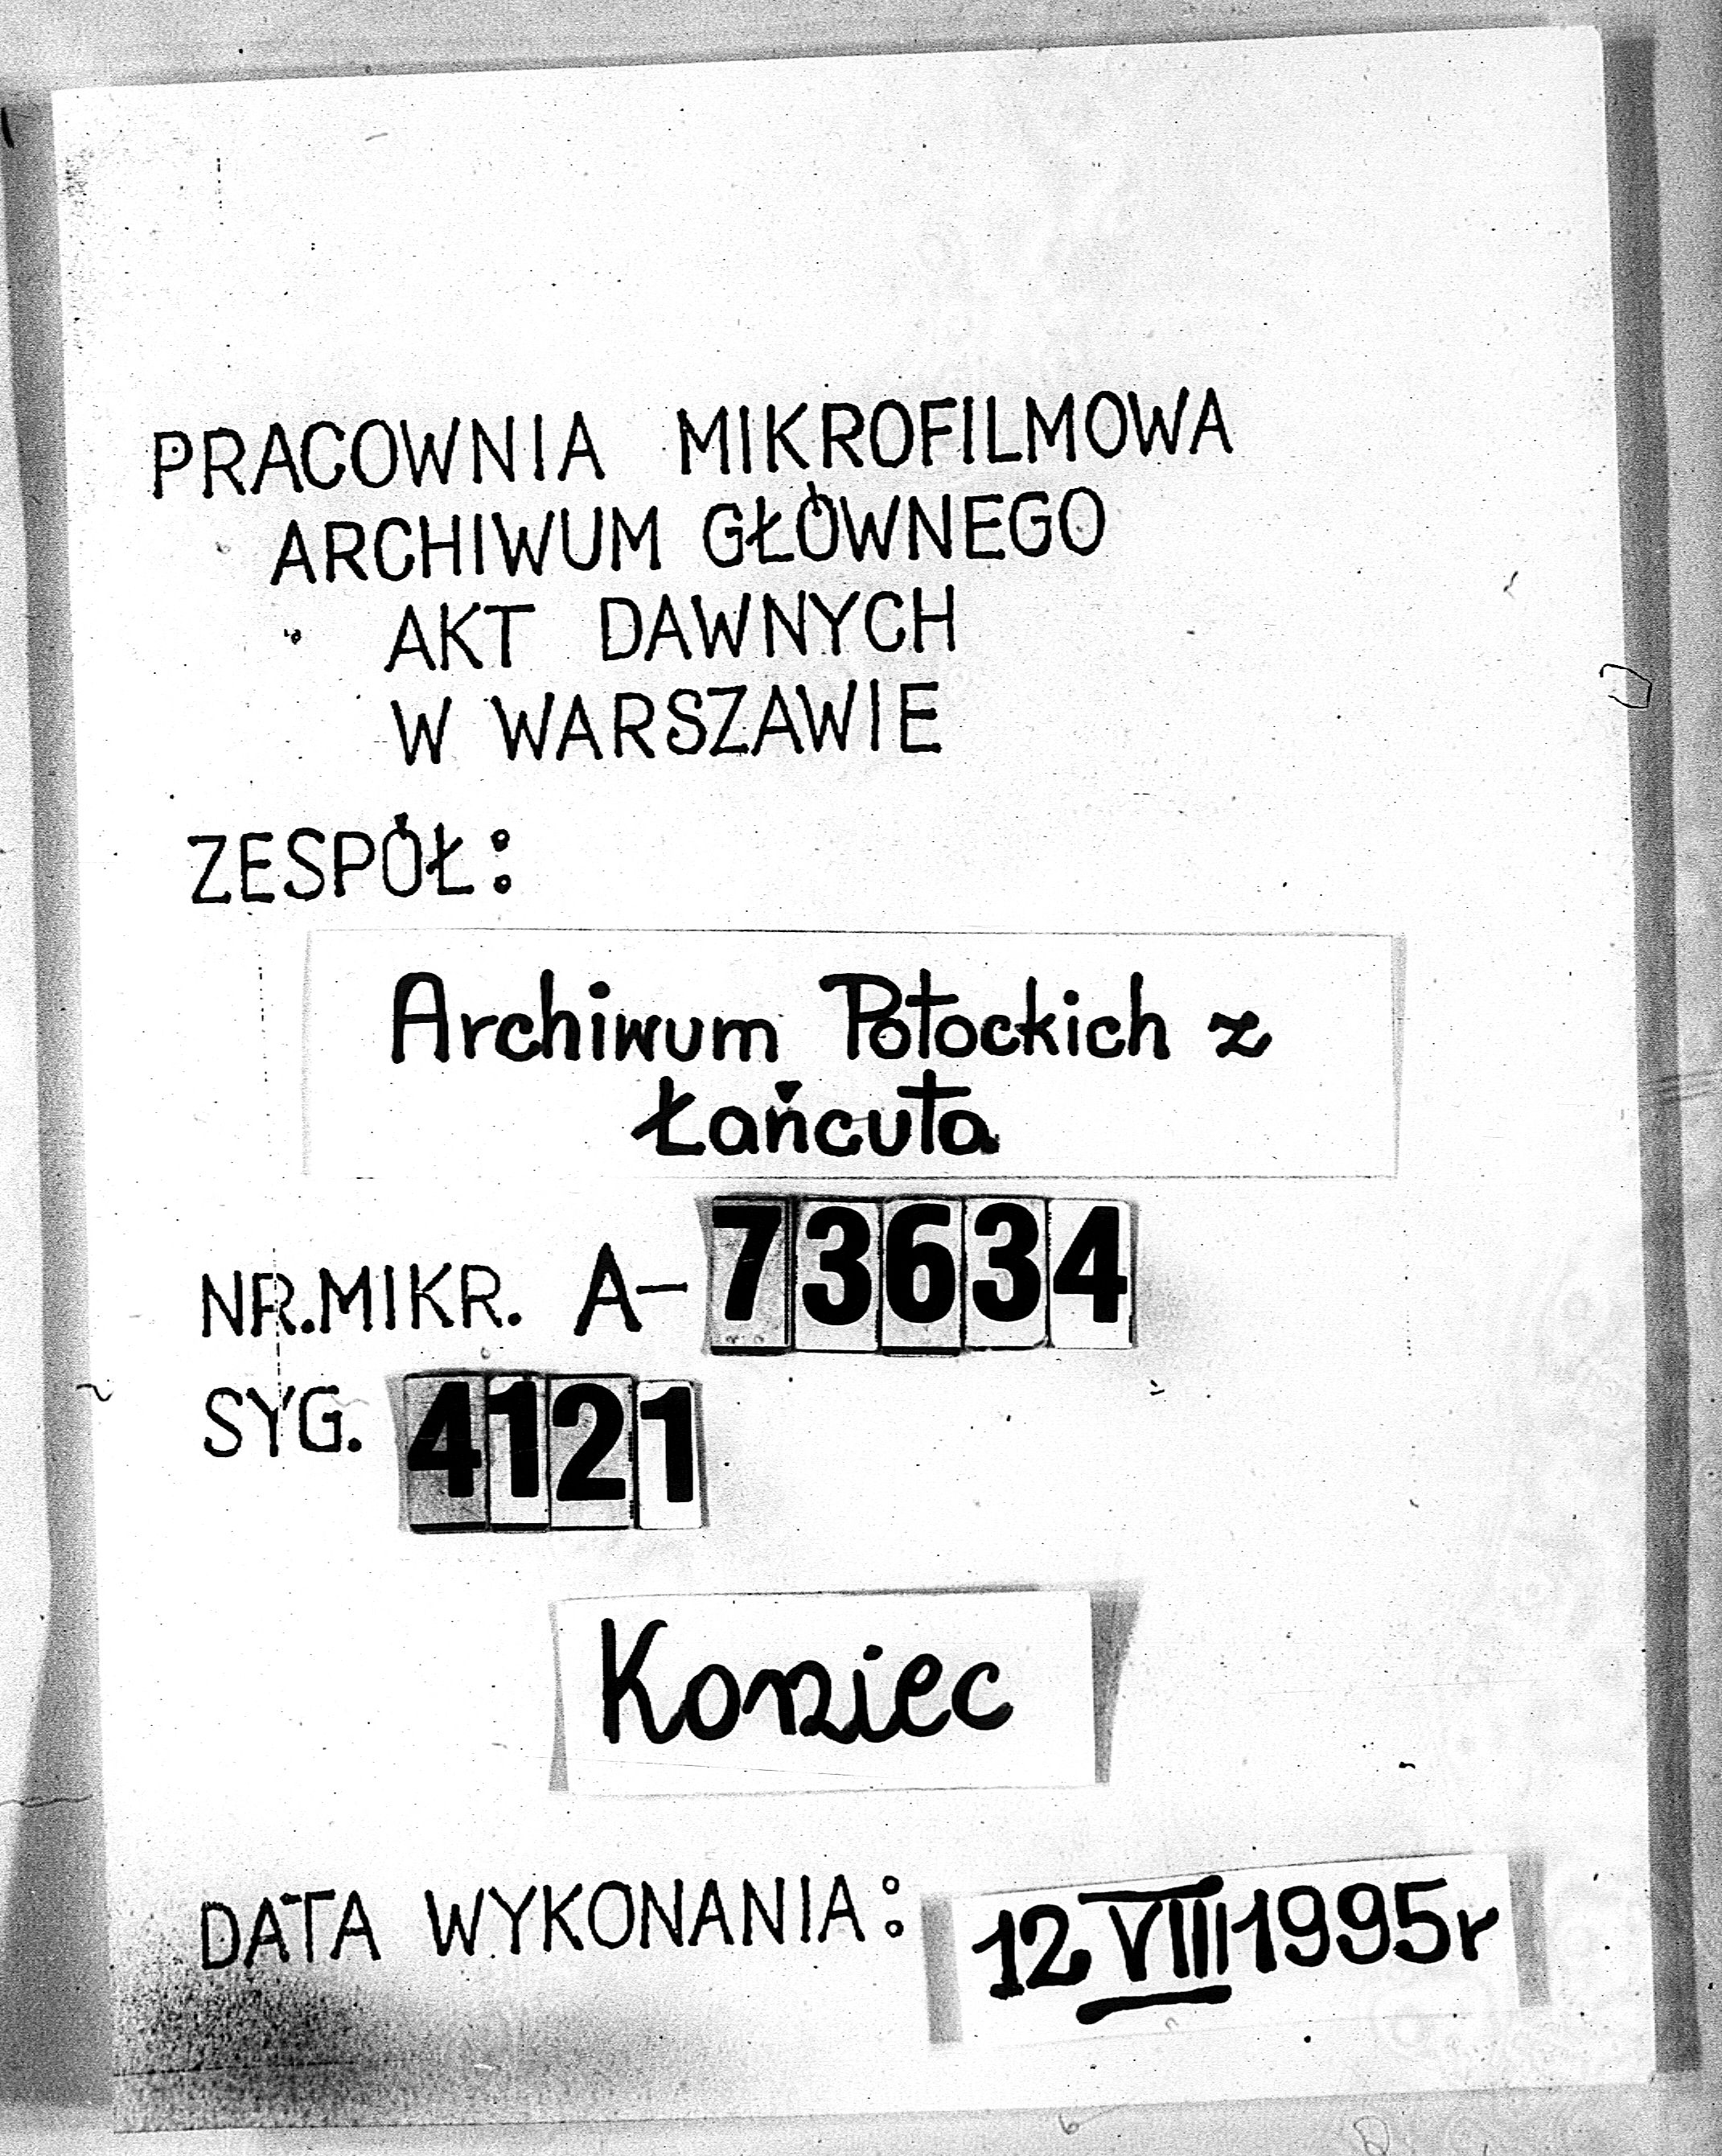 PRACOWNIA MIKROFILMOWA
ARCHIWUM GŁÓWNEGO
AKT DAWNYCH
W WARSZAWIE
ZESPÓŁ:
Archiwum Potockich z
Łańcuta
NR.MIKR. A-73634
SYG. 4121
Koniec
DATA WYKONANIA: 12 VIII 1995r